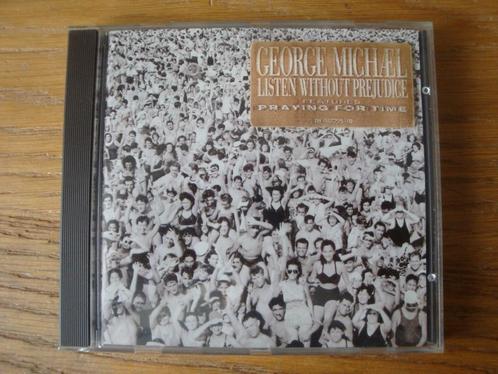 GEORGE MICHÆL
LISTEN WITHOUT PREJUDICE
FEATURES
PRAYING FOR TIME